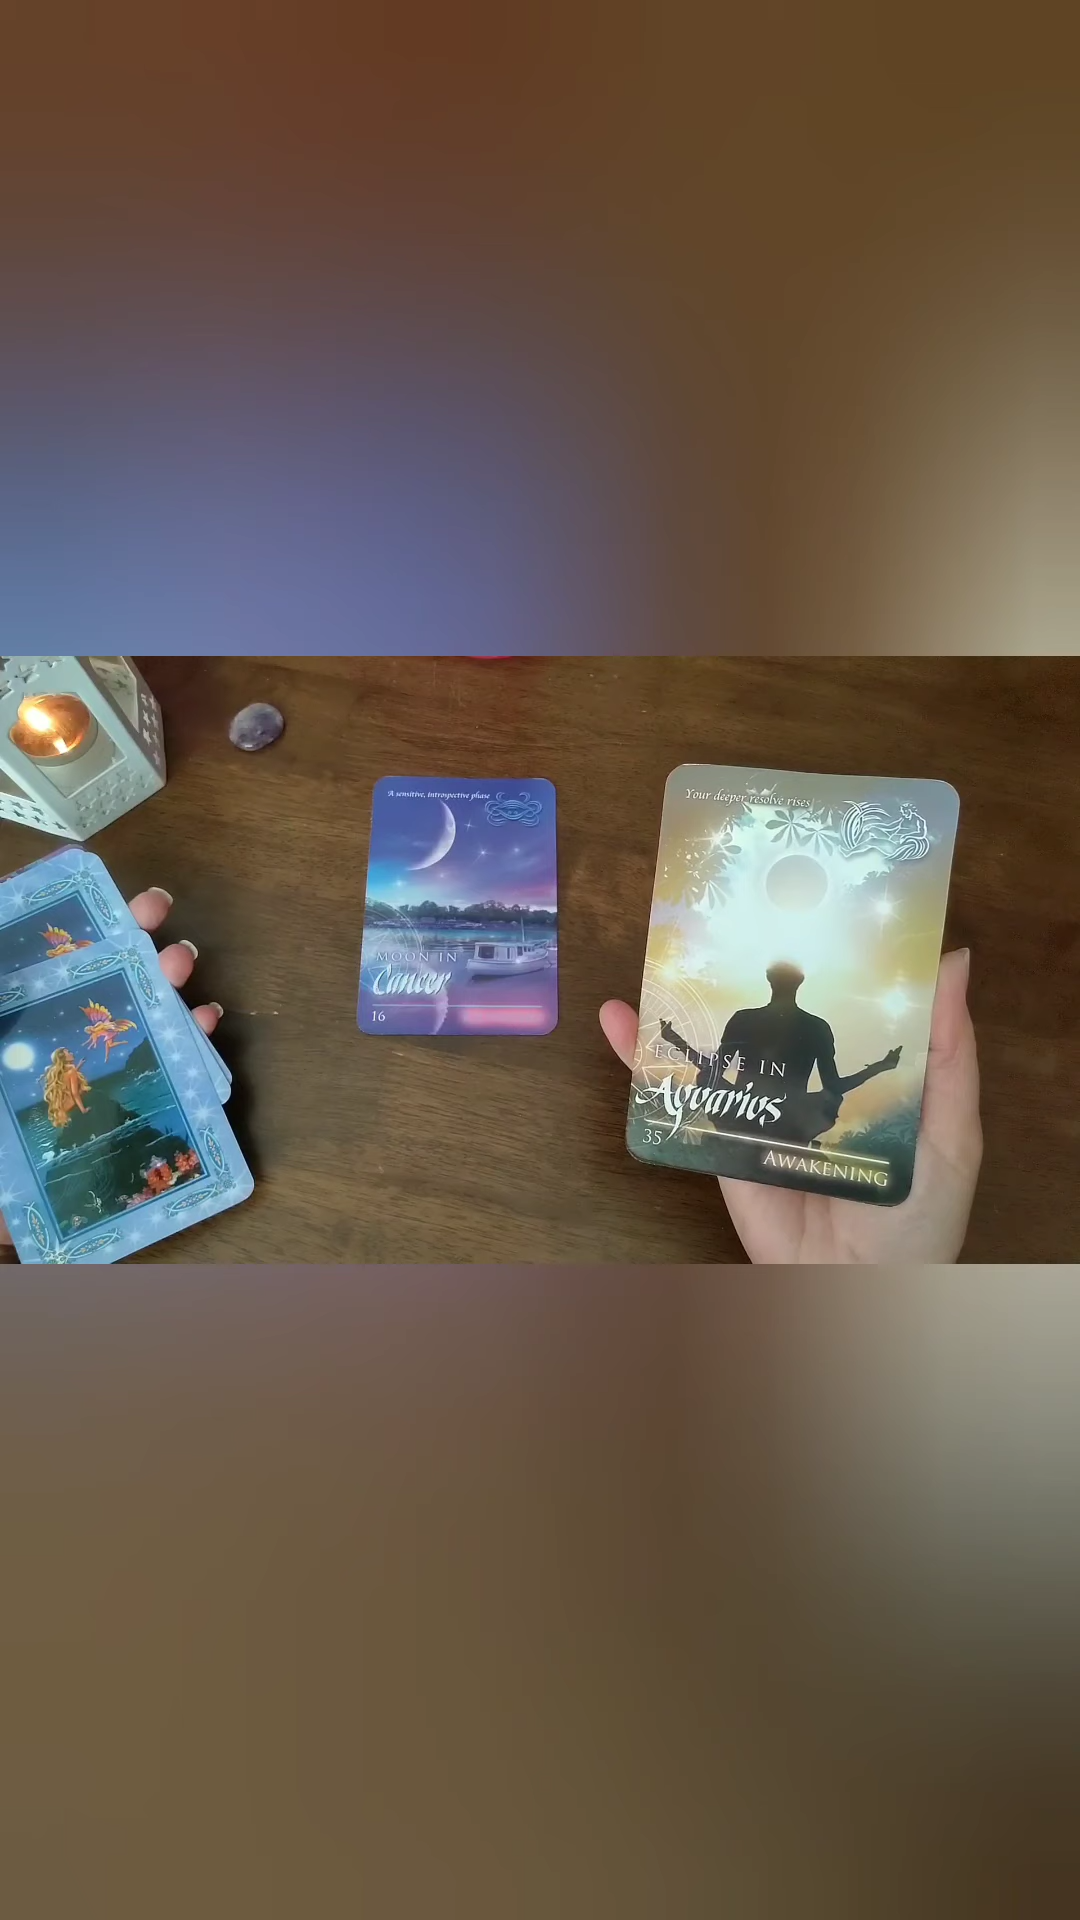 A sensitive, introspective phase
MOON IN
Cancer
16
Your deeper resolve rises
ECLIPSE IN
Aquarius
35
AWAKENING